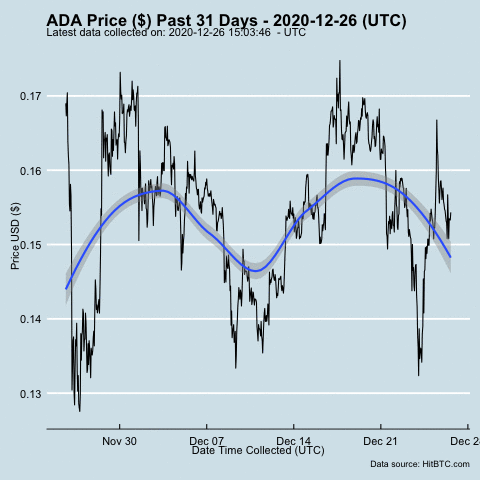 ADA Price ($) Past 31 Days - 2020-12-26 (UTC)
Latest data collected on: 2020-12-26 15:03:46 - UTC
Price USD ($)
0.17
0.16
0.15
0.14
0.13
Nov 30 Dec 07 Dec 14 Dec 21 Dec 2
Date Time Collected (UTC)
Data source: HitBTC.com